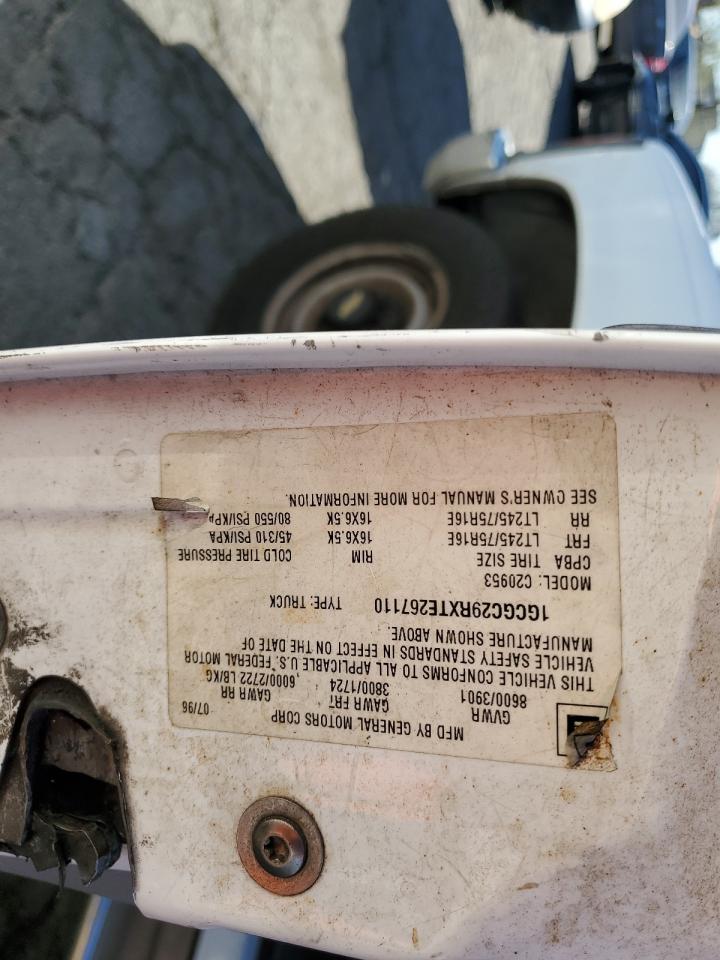 MFD BY GENERAL MOTORS CORP
07/96
GVWR GAWR FRT GAWR RR
8600/3901 3800/1724 6000/2722 LB/KG
THIS VEHICLE CONFORMS TO ALL APPLICABLE U.S. FEDERAL MOTOR
VEHICLE SAFETY STANDARDS IN EFFECT ON THE DATE OF
MANUFACTURE SHOWN ABOVE.
1GCGC29RXTE267110 TYPE: TRUCK
MODEL: C20953
CPBA TIRE SIZE RIM COLD TIRE PRESSURE
FRT LT245/75R16E 16X6.5K 45/310 PSI/KPA
RR LT245/75R16E 16X6.5K 80/550 PSI/KPA
SEE OWNER'S MANUAL FOR MORE INFORMATION.